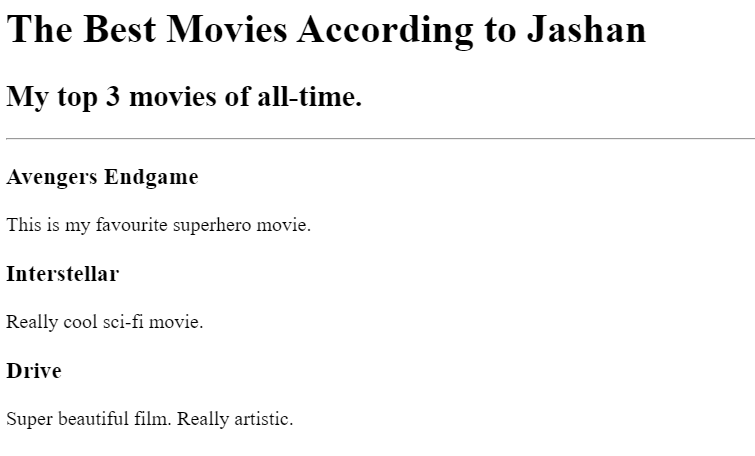 The Best Movies According to Jashan
My top 3 movies of all-time.
Avengers Endgame
This is my favourite superhero movie.
Interstellar
Really cool sci-fi movie.
Drive
Super beautiful film. Really artistic.